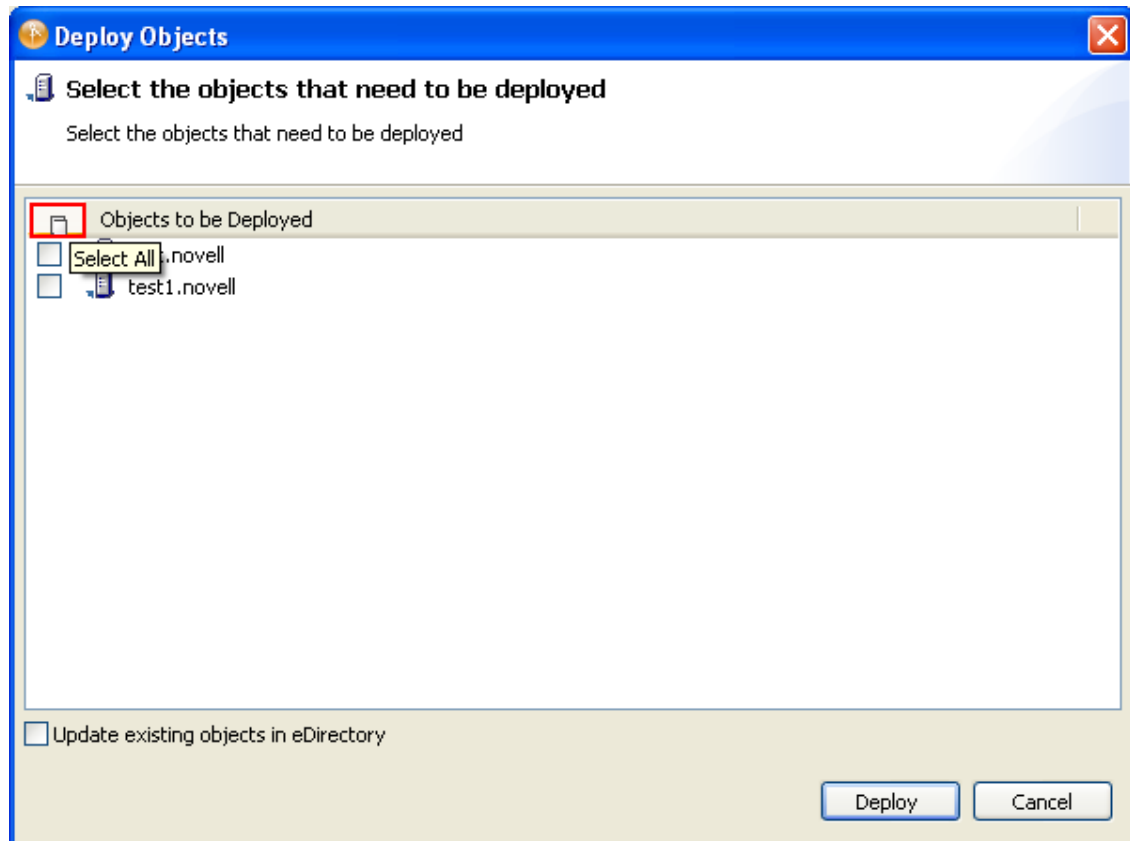 Deploy Objects
Select the objects that need to be deployed
Select the objects that need to be deployed
Objects to be Deployed
.novell
Select All
test1.novell
Update existing objects in eDirectory
Deploy
Cancel